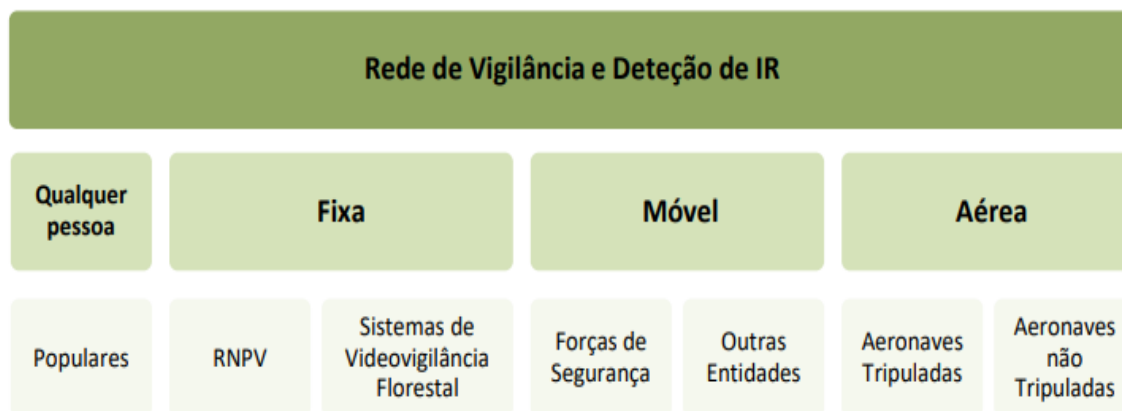 Rede de Vigilância e Deteção de IR
Qualquer
pessoa
Fixa
Móvel
Aérea
Populares
RNPV
Sistemas de
Videovigilância
Florestal
Forças de
Segurança
Outras
Entidades
Aeronaves
Tripuladas
Aeronaves
não
Tripuladas